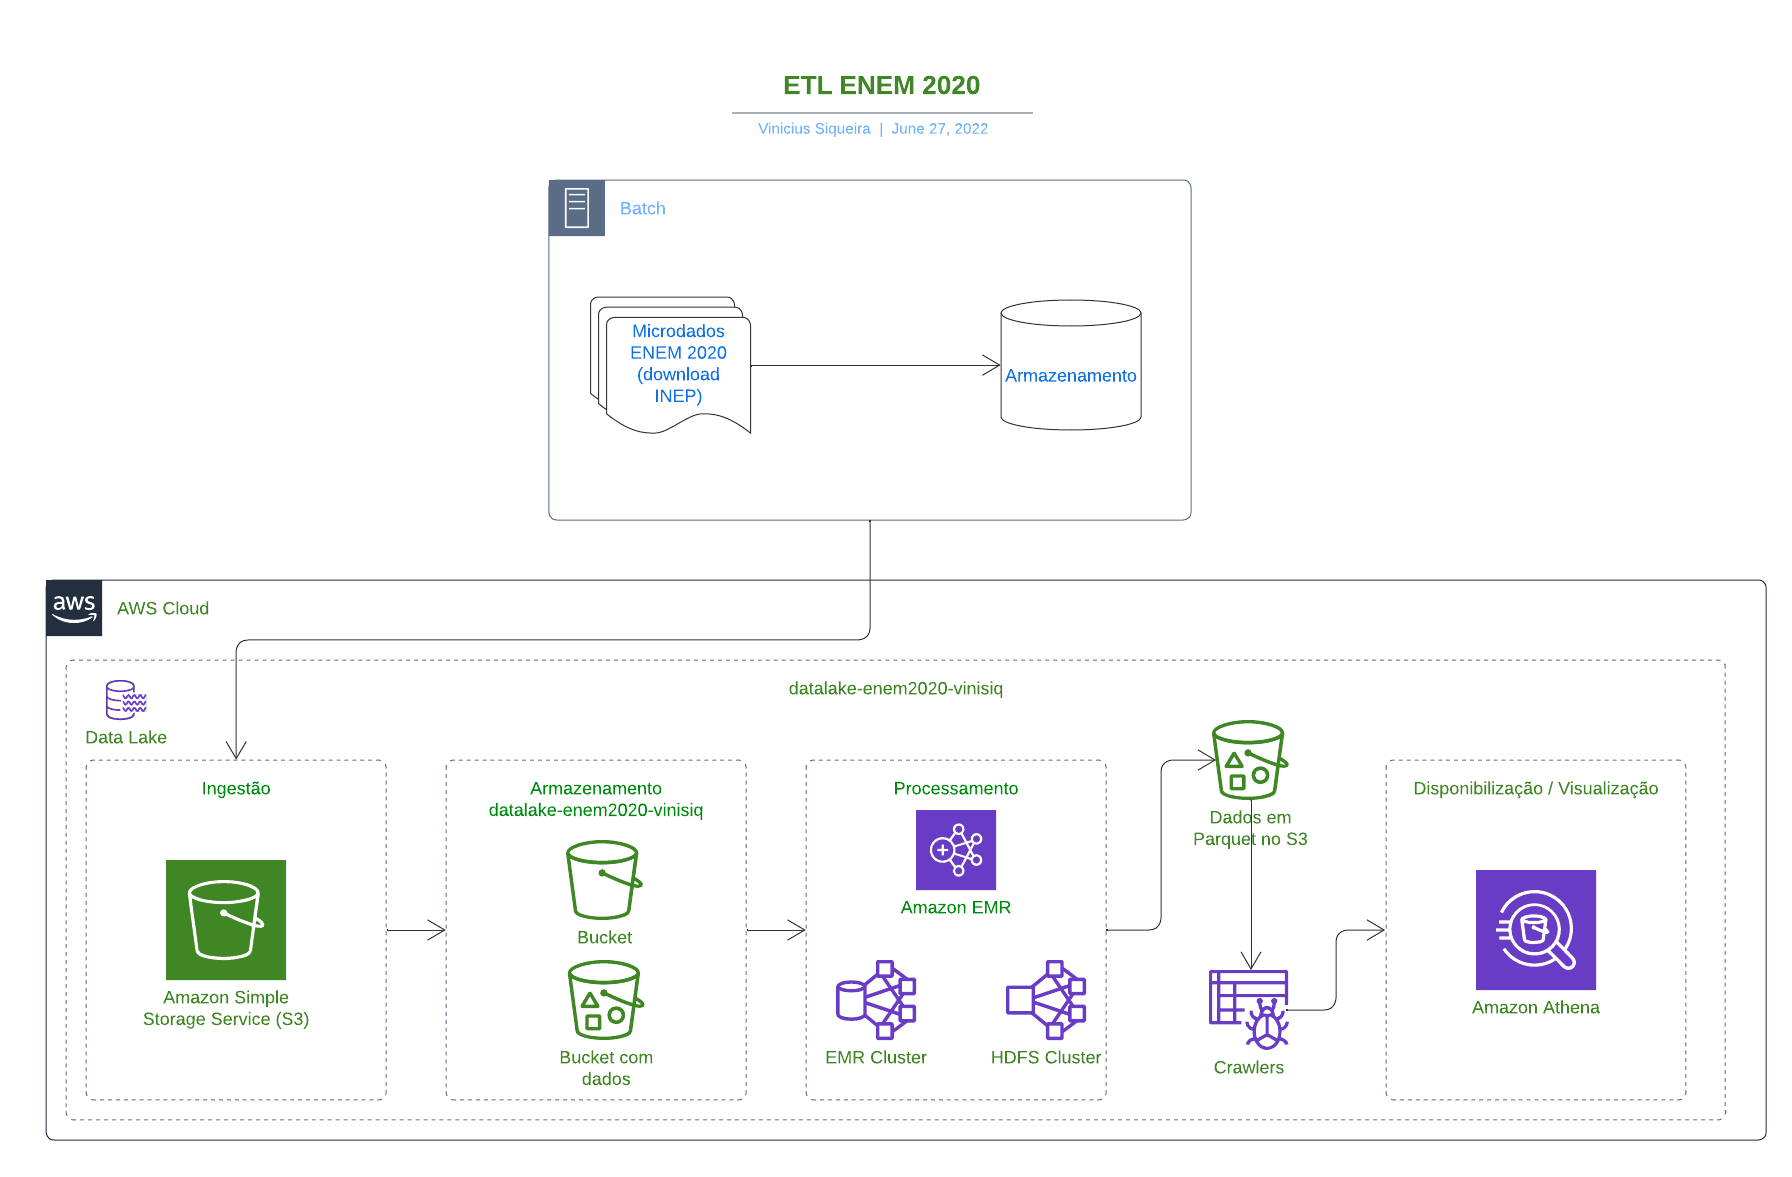 ETL ENEM 2020
Vinicius Siqueira | June 27, 2022
Batch
Microdados
ENEM 2020
(download
INEP)
Armazenamento
aws
AWS Cloud
datalake-enem2020-vinisiq
Data Lake
Ingestão
Amazon Simple
Storage Service (S3)
Armazenamento
datalake-enem2020-vinisiq
Bucket
Bucket com
dados
Processamento
Amazon EMR
EMR Cluster
HDFS Cluster
Dados em
Parquet no S3
Crawlers
Disponibilização / Visualização
Amazon Athena